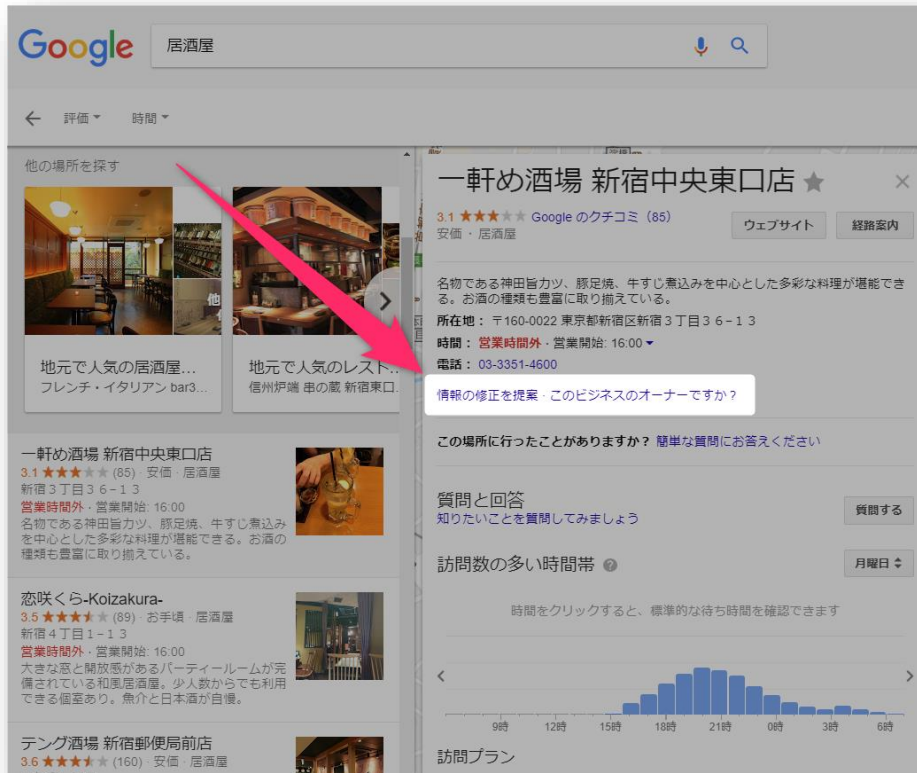 Google
居酒屋
評価
時間
他の場所を探す
地元で人気の居酒屋…
フレンチ・イタリアン bar3…
地元で人気のレスト…
信州炉端 串の蔵 新宿東口
一軒め酒場 新宿中央東口店
3.1 (85) · 安価 · 居酒屋
新宿3丁目36−13
営業時間外 · 営業開始: 16:00
名物である神田旨カツ、豚足焼、牛すじ煮込み
を中心とした多彩な料理が堪能できる。お酒の
種類も豊富に取り揃えている。
恋咲くら-Koizakura-
3.5 (89) · お手頃 · 居酒屋
新宿4丁目1−13
営業時間外 · 営業開始: 16:00
大きな窓と開放感があるパーティールームが完
備されている和風居酒屋。少人数からでも利用
できる個室あり。魚介と日本酒が自慢。
テング酒場 新宿郵便局前店
3.6 (160) · 安価 · 居酒屋
一軒め酒場 新宿中央東口店
3.1 Google のクチコミ (85)
安価 · 居酒屋
ウェブサイト
経路案内
名物である神田旨カツ、豚足焼、牛すじ煮込みを中心とした多彩な料理が堪能でき
る。お酒の種類も豊富に取り揃えている。
所在地： 〒160-0022 東京都新宿区新宿3丁目36−13
時間： 営業時間外 · 営業開始: 16:00
電話： 03-3351-4600
情報の修正を提案 · このビジネスのオーナーですか？
この場所に行ったことがありますか？ 簡単な質問にお答えください
質問と回答
知りたいことを質問してみましょう
質問する
訪問数の多い時間帯
月曜日
時間をクリックすると、標準的な待ち時間を確認できます
9時 12時 15時 18時 21時 0時 3時 6時
訪問プラン